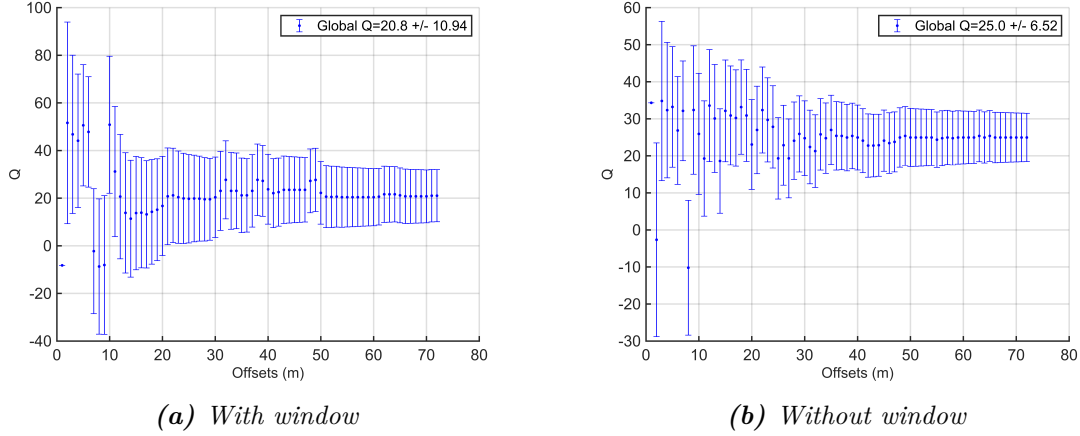 100
80
60
40
20
0
-20
-40
Q
0 10 20 30 40 50 60 70 80
Offsets (m)
Global Q=20.8 +/- 10.94
(a) With window
60
50
40
30
20
10
0
-10
-20
-30
Q
0 10 20 30 40 50 60 70 80
Offsets (m)
Global Q=25.0 +/- 6.52
(b) Without window